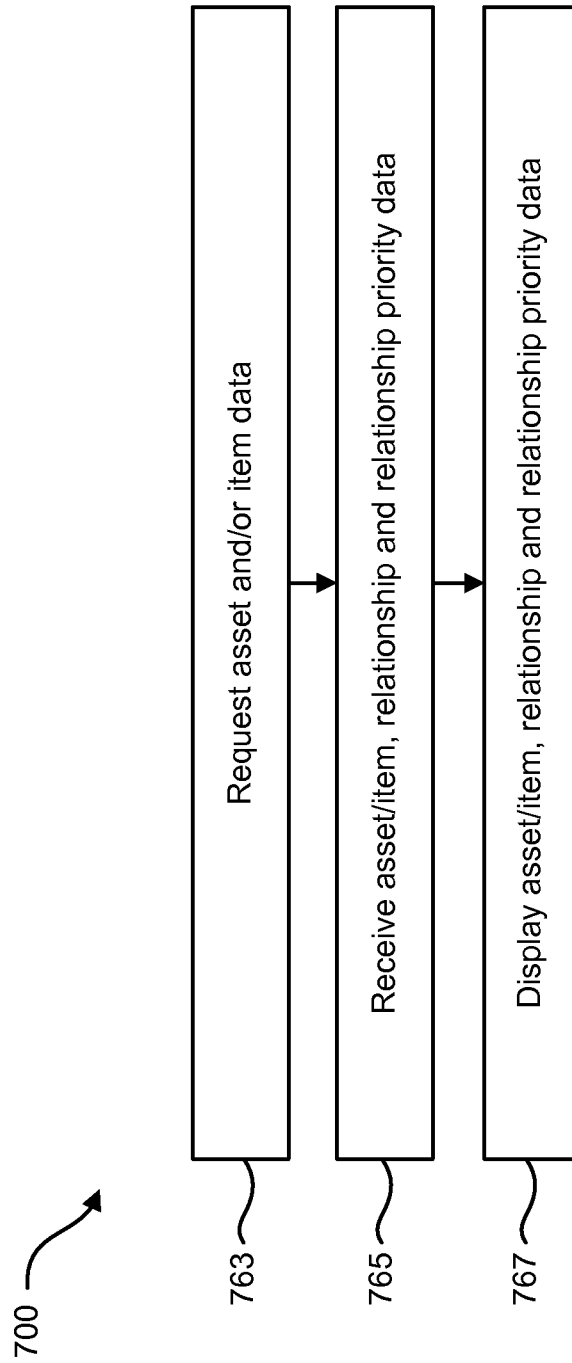 700
763
Request asset and/or item data
765
Receive asset/item, relationship and relationship priority data
767
Display asset/item, relationship and relationship priority data